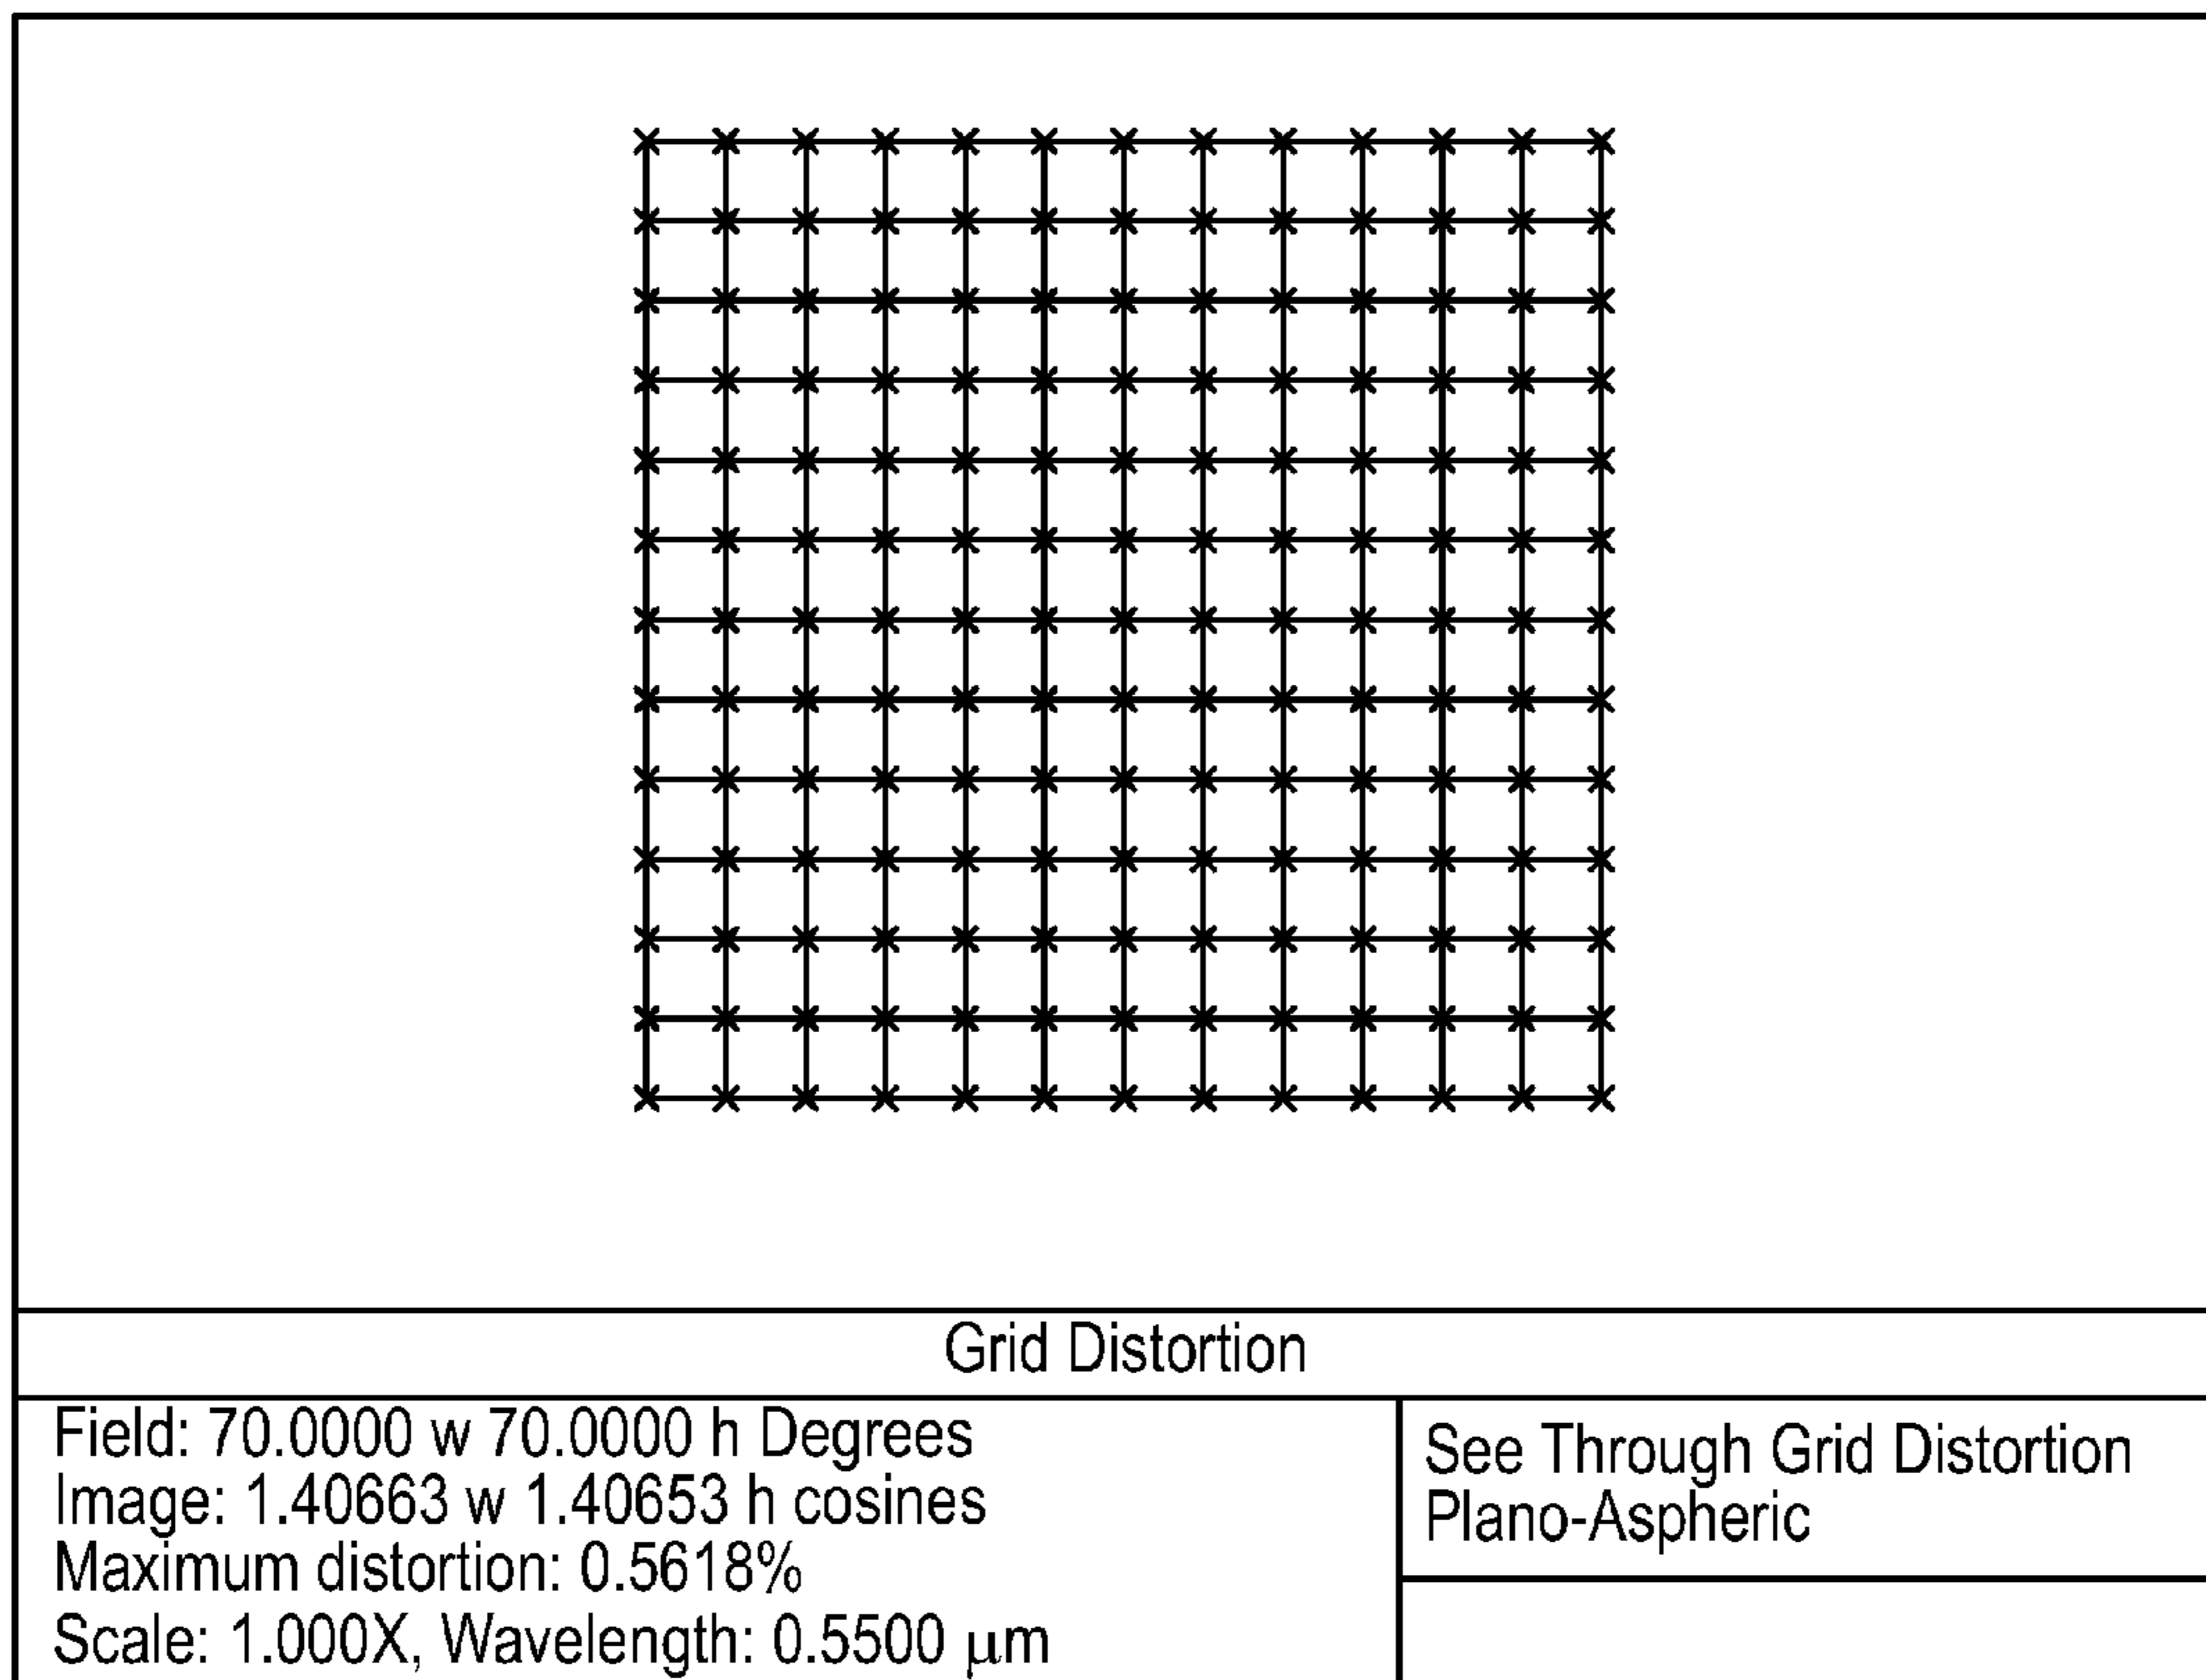 Grid Distortion
Field: 70.0000 w 70.0000 h Degrees
Image: 1.40663 w 1.40653 h cosines
Maximum distortion: 0.5618%
Scale: 1.000X, Wavelength: 0.5500 μm
See Through Grid Distortion
Plano-Aspheric